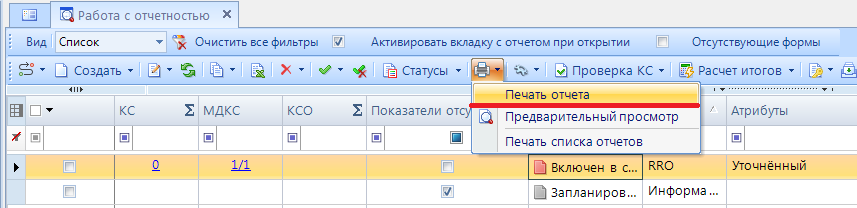 Работа с отчетностью
Вид Список Очистить все фильтры Активировать вкладку с отчетом при открытии Отсутствующие формы
Создать Статусы Проверка КС Расчет итогов
Печать отчета
Предварительный просмотр
Печать списка отчетов
КС Σ МДКС Σ КСО Показатели отсу Атрибуты
0 1/1 Включен в с... RRO Уточнённый
Запланиров... Информа...